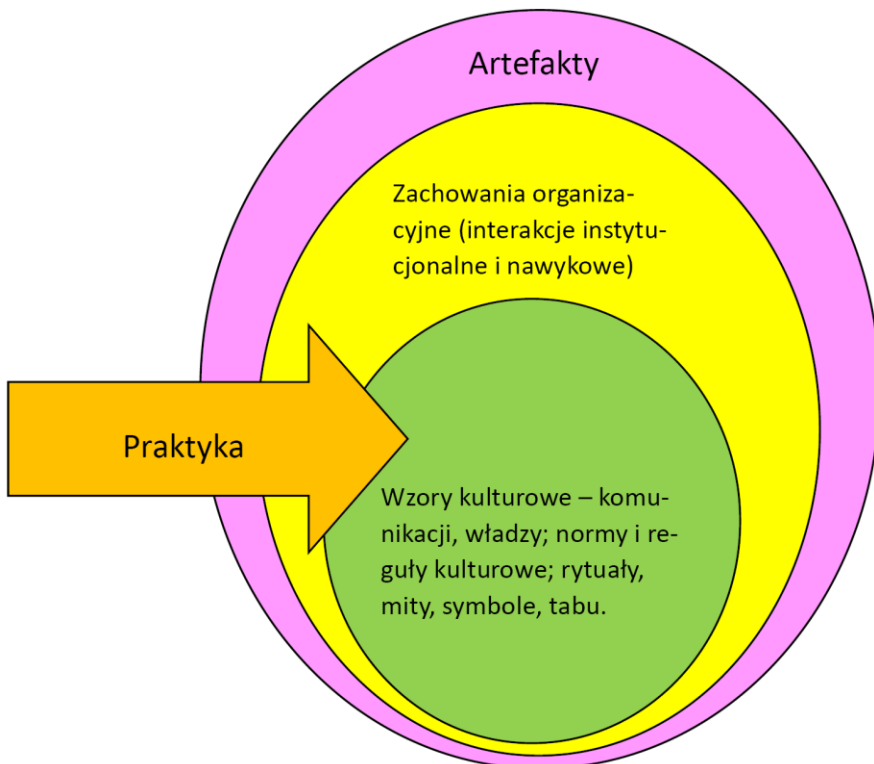 Artefakty
Zachowania organiza-
cyjne (interakcje instytu-
cjonalne i nawykowe)
Praktyka
Wzory kulturowe – komu-
nikacji, władzy; normy i re-
guły kulturowe; rytuały,
mity, symbole, tabu.